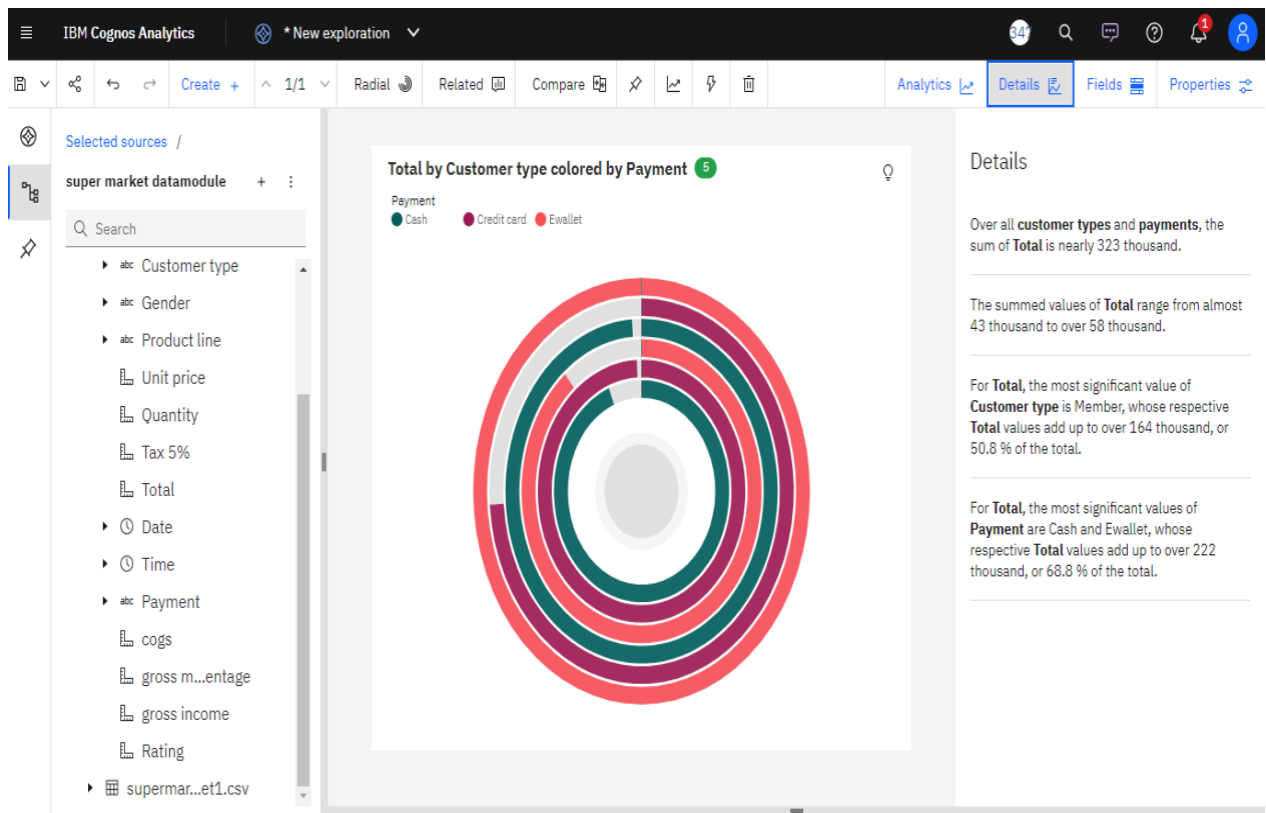 IBM Cognos Analytics
* New exploration
1
Create +
1/1
Radial
Related
Compare
Analytics
Details
Fields
Properties
Selected sources /
super market datamodule
Search
abc Customer type
abc Gender
abc Product line
Unit price
Quantity
Tax 5%
Total
Date
Time
abc Payment
cogs
gross m...entage
gross income
Rating
supermar...et1.csv
Total by Customer type colored by Payment 5
Payment
Cash Credit card Ewallet
Details
Over all customer types and payments, the
sum of Total is nearly 323 thousand.
The summed values of Total range from almost
43 thousand to over 58 thousand.
For Total, the most significant value of
Customer type is Member, whose respective
Total values add up to over 164 thousand, or
50.8 % of the total.
For Total, the most significant values of
Payment are Cash and Ewallet, whose
respective Total values add up to over 222
thousand, or 68.8 % of the total.